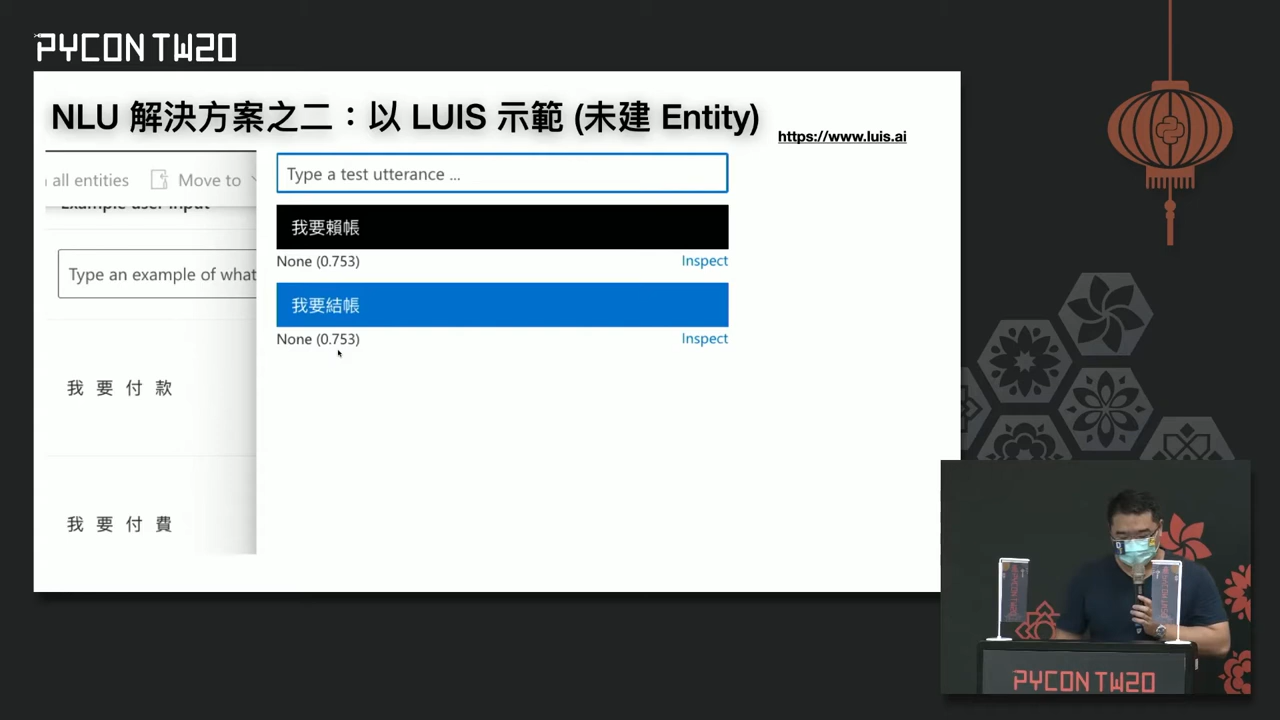 PYCON TW20
NLU 解決方案之二：以 LUIS 示範 (未建 Entity)
https://www.luis.ai
all entities
Move to
Type a test utterance ...
Example user input
我要賴帳
None (0.753)
Inspect
Type an example of what
我要結帳
None (0.753)
Inspect
我 要 付 款
我 要 付 費
PYCON TW20